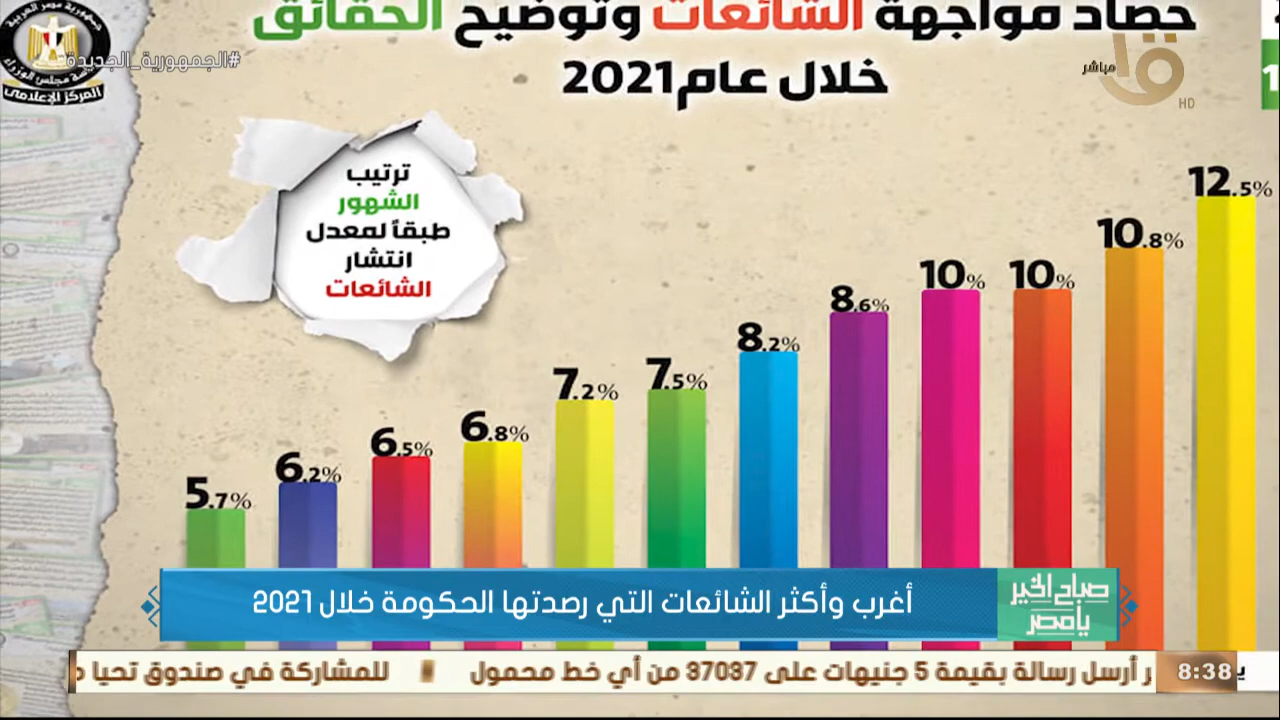 حصاد مواجهة الشائعات وتوضيح الحقائق
خلال عام 2021
#الجمهورية_الجديدة
المركز الإعلامي
مباشر
HD
ترتيب
الشهور
طبقاً لمعدل
انتشار
الشائعات
5.7%
6.2%
6.5%
6.8%
7.2%
7.5%
8.2%
8.6%
10%
10%
10.8%
12.5%
صباح الخير
يا مصر
أغرب وأكثر الشائعات التي رصدتها الحكومة خلال 2021
8:38
أرسل رسالة بقيمة 5 جنيهات على 37037 من أي خط محمول
للمشاركة في صندوق تحيا